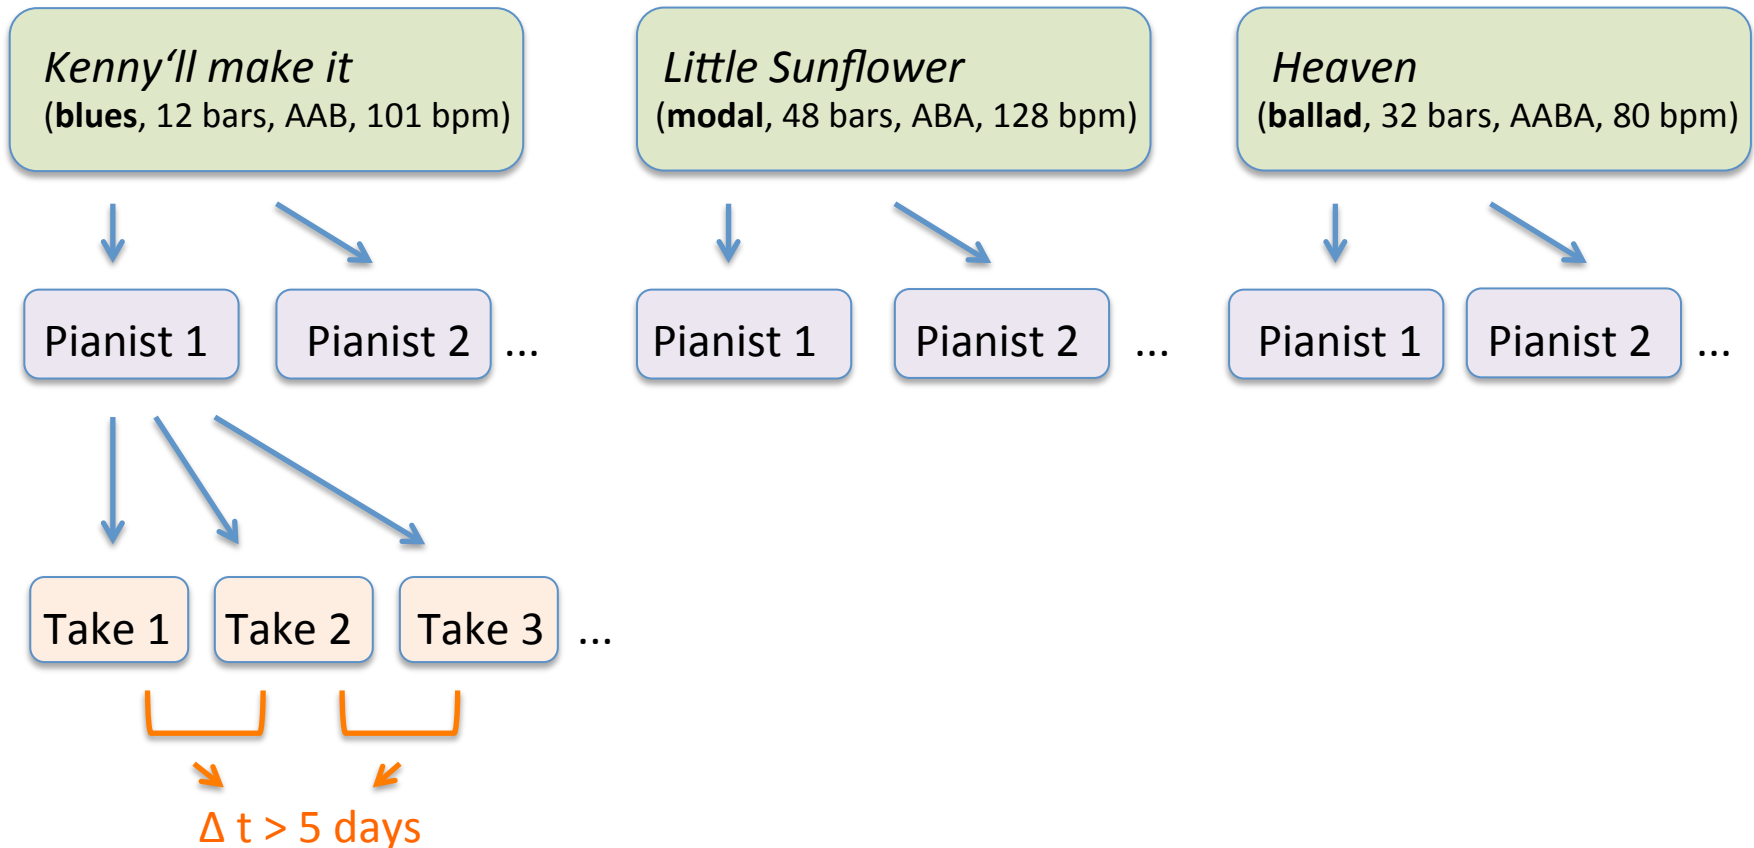 Kenny‘ll make it
(blues, 12 bars, AAB, 101 bpm)
Little Sunflower
(modal, 48 bars, ABA, 128 bpm)
Heaven
(ballad, 32 bars, AABA, 80 bpm)
Pianist 1
Pianist 2 ...
Pianist 1
Pianist 2 ...
Pianist 1
Pianist 2 ...
Take 1
Take 2
Take 3 ...
Δ t > 5 days